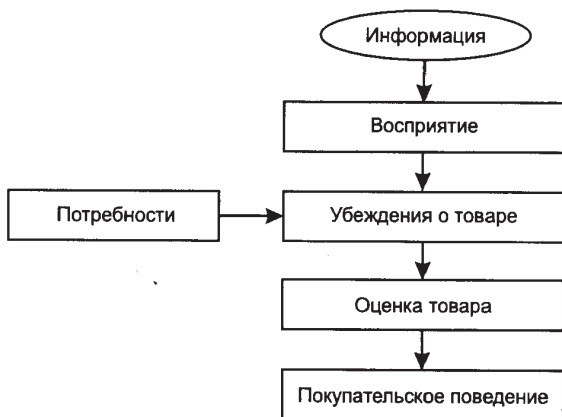 Информация
Восприятие
Потребности
Убеждения о товаре
Оценка товара
Покупательское поведение